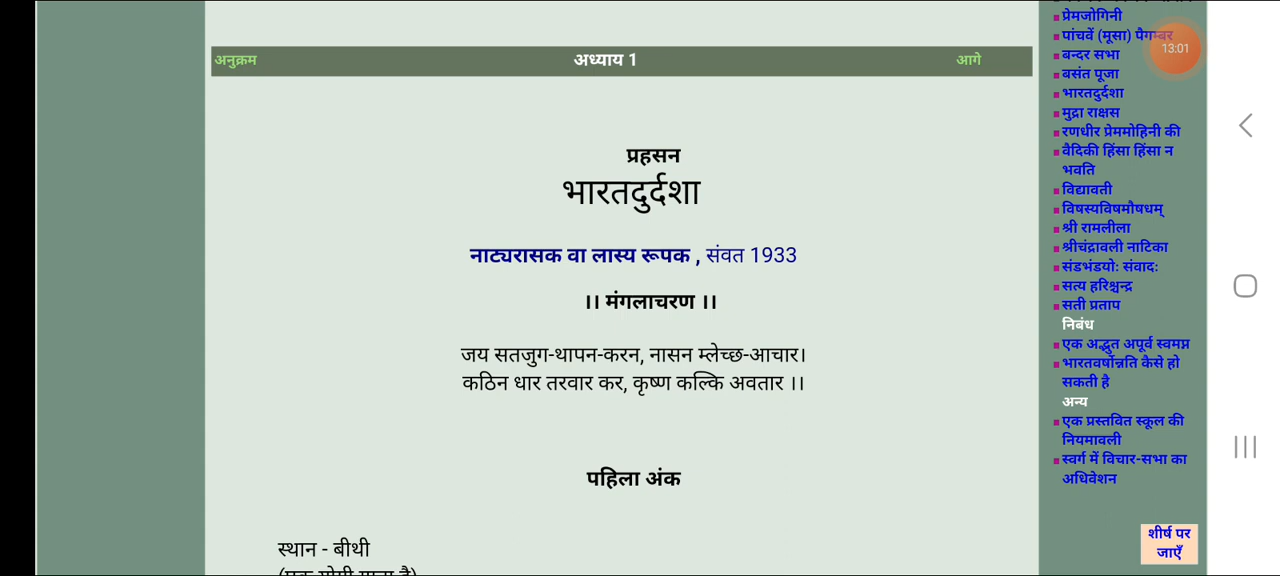 अनुक्रम
अध्याय 1
आगे
प्रहसन
भारतदुर्दशा
नाट्यरासक वा लास्य रूपक , संवत 1933
।। मंगलाचरण ।।
जय सतजुग-थापन-करन, नासन म्लेच्छ-आचार।
कठिन धार तरवार कर, कृष्ण कल्कि अवतार ।।
पहिला अंक
स्थान - बीथी
(एक योगी गाता है)
प्रेमजोगिनी
पांचवें (मूसा) पैगम्बर
बन्दर सभा
बसंत पूजा
भारतदुर्दशा
मुद्रा राक्षस
रणधीर प्रेममोहिनी की
वैदिकी हिंसा हिंसा न
भवति
विद्यावती
विषस्यविषमौषधम्
श्री रामलीला
श्रीचंद्रावली नाटिका
संडभंडयो: संवाद:
सत्य हरिश्चन्द्र
सती प्रताप
निबंध
एक अद्भुत अपूर्व स्वमप्न
भारतवर्षोन्नति कैसे हो
सकती है
अन्य
एक प्रस्तवित स्कूल की
नियमावली
स्वर्ग में विचार-सभा का
अधिवेशन
शीर्ष पर
जाएँ
13:01